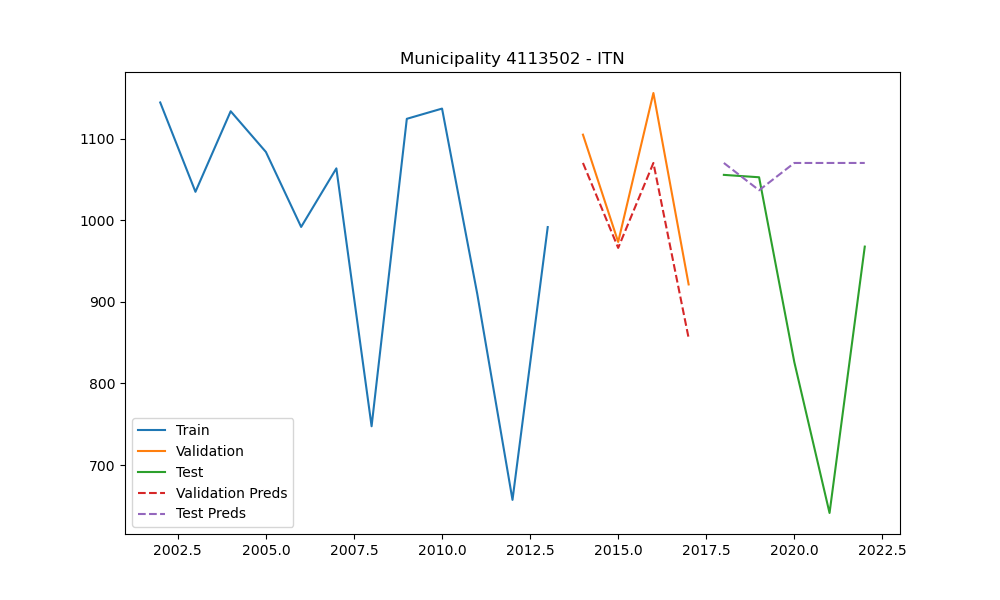 Municipality 4113502 - ITN
1100
1000
900
800
700
Train
Validation
Test
Validation Preds
Test Preds
2002.5 2005.0 2007.5 2010.0 2012.5 2015.0 2017.5 2020.0 2022.5